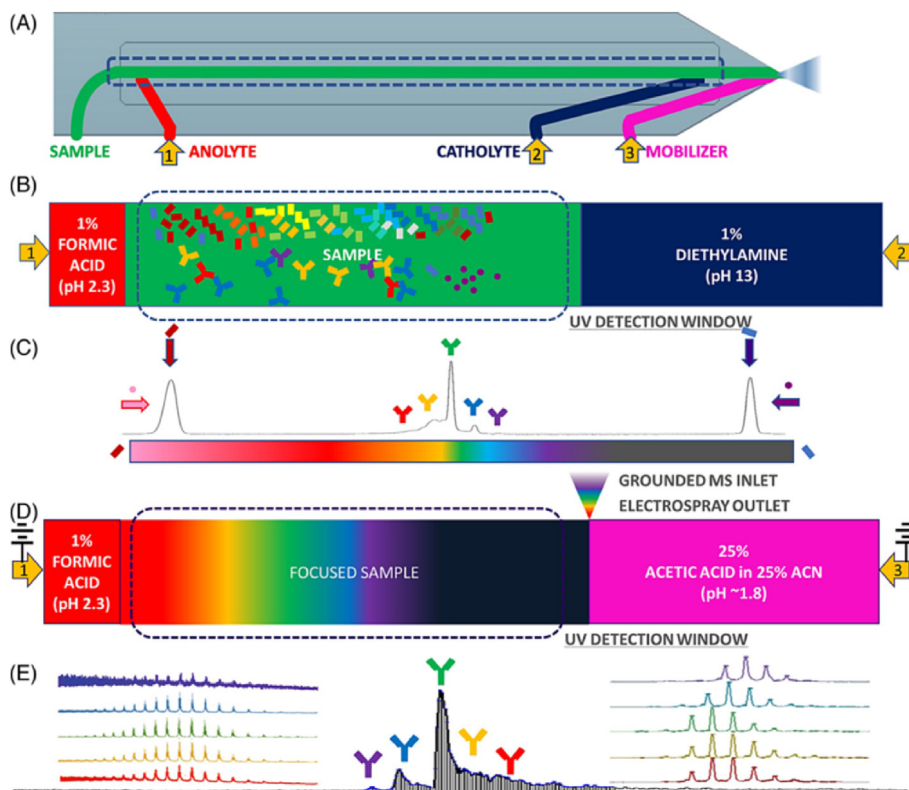 (A)
SAMPLE
1
ANOLYTE
CATHOLYTE
2
3
MOBILIZER
(B)
1
1%
FORMIC
ACID
(pH 2.3)
SAMPLE
1%
DIETHYLAMINE
(pH 13)
2
UV DETECTION WINDOW
(C)
GROUNDED MS INLET
ELECTROSPRAY OUTLET
(D)
1
1%
FORMIC
ACID
(pH 2.3)
FOCUSED SAMPLE
25%
ACETIC ACID in 25% ACN
(pH ~1.8)
3
UV DETECTION WINDOW
(E)